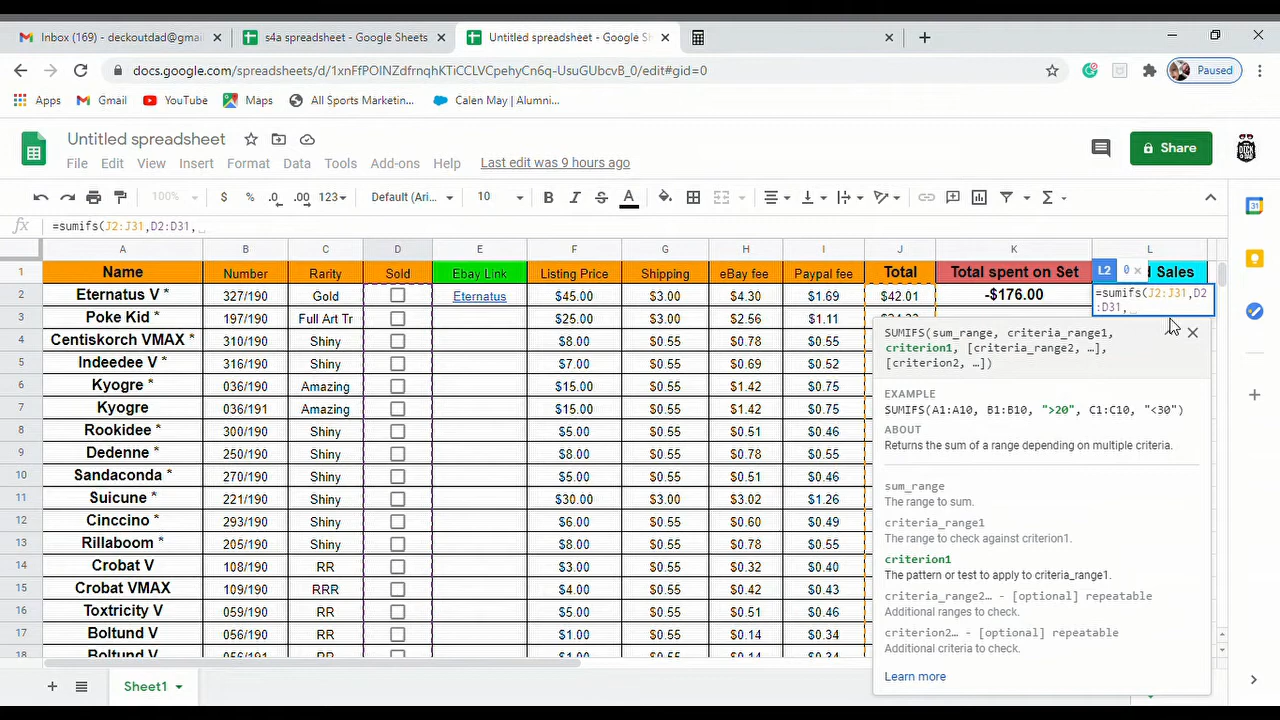 Inbox (169) - deckoutdad@gmai
s4a spreadsheet - Google Sheets
Untitled spreadsheet - Google S
Paused
Apps Gmail YouTube Maps All Sports Marketin... Calen May | Alumni...
Untitled spreadsheet
Share
File Edit View Insert Format Data Tools Add-ons Help Last edit was 9 hours ago
100% $ % .0 .00 123 Default (Ari... 10 B I S A
fx =sumifs(J2:J31,D2:D31,
A B C D E F G H I J K L
1 Name Number Rarity Sold Ebay Link Listing Price Shipping eBay fee Paypal fee Total Total spent on Set Sales
L2 0 ×
2 Eternatus V * 327/190 Gold Eternatus $45.00 $3.00 $4.30 $1.69 $42.01 -$176.00
=sumifs(J2:J31,D2
:D31,
3 Poke Kid * 197/190 Full Art Tr $25.00 $3.00 $2.56 $1.11
4 Centiskorch VMAX * 310/190 Shiny $8.00 $0.55 $0.78 $0.55
5 Indeedee V * 316/190 Shiny $7.00 $0.55 $0.69 $0.52
6 Kyogre * 036/190 Amazing $15.00 $0.55 $1.42 $0.75
7 Kyogre 036/191 Amazing $15.00 $0.55 $1.42 $0.75
8 Rookidee * 300/190 Shiny $5.00 $0.55 $0.51 $0.46
9 Dedenne * 250/190 Shiny $8.00 $0.55 $0.78 $0.55
10 Sandaconda * 270/190 Shiny $5.00 $0.55 $0.51 $0.46
11 Suicune * 221/190 Shiny $30.00 $3.00 $3.02 $1.26
12 Cinccino * 293/190 Shiny $6.00 $0.55 $0.60 $0.49
13 Rillaboom * 205/190 Shiny $8.00 $0.55 $0.78 $0.55
14 Crobat V 108/190 RR $3.00 $0.55 $0.32 $0.40
15 Crobat VMAX 109/190 RRR $4.00 $0.55 $0.42 $0.43
16 Toxtricity V 059/190 RR $5.00 $0.55 $0.51 $0.46
17 Boltund V 056/190 RR $1.00 $0.55 $0.14 $0.34
18 Boltund V 056/191 RR $1.00 $0.55 $0.14 $0.34
SUMIFS(sum_range, criteria_range1,
criterion1, [criteria_range2, …],
[criterion2, …])
EXAMPLE
SUMIFS(A1:A10, B1:B10, ">20", C1:C10, "<30")
ABOUT
Returns the sum of a range depending on multiple criteria.
sum_range
The range to sum.
criteria_range1
The range to check against criterion1.
criterion1
The pattern or test to apply to criteria_range1.
criteria_range2… - [optional] repeatable
Additional ranges to check.
criterion2… - [optional] repeatable
Additional criteria to check.
Learn more
Sheet1